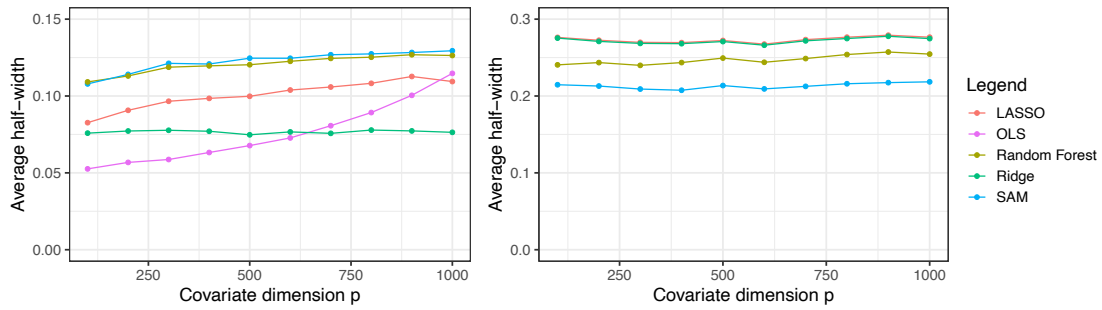 0.15
0.10
0.05
0.00
250
500
750
1000
Covariate dimension p
Average half−width
0.3
0.2
0.1
0.0
250
500
750
1000
Covariate dimension p
Average half−width
Legend
LASSO
OLS
Random Forest
Ridge
SAM